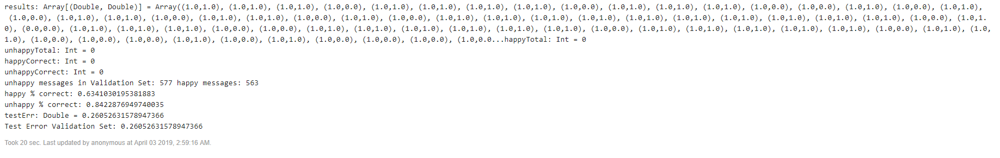 results: Array[(Double, Double)] = Array((1.0,1.0), (1.0,1.0), (1.0,1.0), (1.0,0.0), (1.0,1.0), (1.0,1.0), (1.0,1.0), (1.0,1.0), (1.0,0.0), (1.0,1.0), (1.0,1.0), (1.0,1.0), (1.0,0.0), (1.0,0.0), (1.0,1.0), (1.0,0.0), (1.0,1.0),
(1.0,0.0), (1.0,1.0), (1.0,1.0), (1.0,0.0), (1.0,1.0), (1.0,1.0), (1.0,0.0), (1.0,1.0), (1.0,0.0), (1.0,1.0), (1.0,1.0), (1.0,1.0), (1.0,1.0), (1.0,1.0), (1.0,1.0), (1.0,1.0), (1.0,1.0), (1.0,1.0), (1.0,1.0), (1.0,0.0), (1.0,1.
0), (0.0,0.0), (1.0,1.0), (1.0,1.0), (1.0,1.0), (1.0,0.0), (1.0,0.0), (1.0,1.0), (1.0,1.0), (1.0,1.0), (1.0,1.0), (1.0,1.0), (1.0,1.0), (1.0,0.0), (1.0,1.0), (1.0,1.0), (1.0,1.0), (1.0,1.0), (1.0,1.0), (1.0,0.0), (1.0,1.0), (1.0,
1.0), (1.0,0.0), (1.0,0.0), (1.0,0.0), (1.0,1.0), (1.0,0.0), (1.0,1.0), (1.0,0.0), (1.0,0.0), (1.0,0.0), (1.0,0.0...happyTotal: Int = 0
unhappyTotal: Int = 0
happyCorrect: Int = 0
unhappyCorrect: Int = 0
unhappy messages in Validation Set: 577 happy messages: 563
happy % correct: 0.6341030195381883
unhappy % correct: 0.8422876949740035
testErr: Double = 0.26052631578947366
Test Error Validation Set: 0.26052631578947366
Took 20 sec. Last updated by anonymous at April 03 2019, 2:59:16 AM.